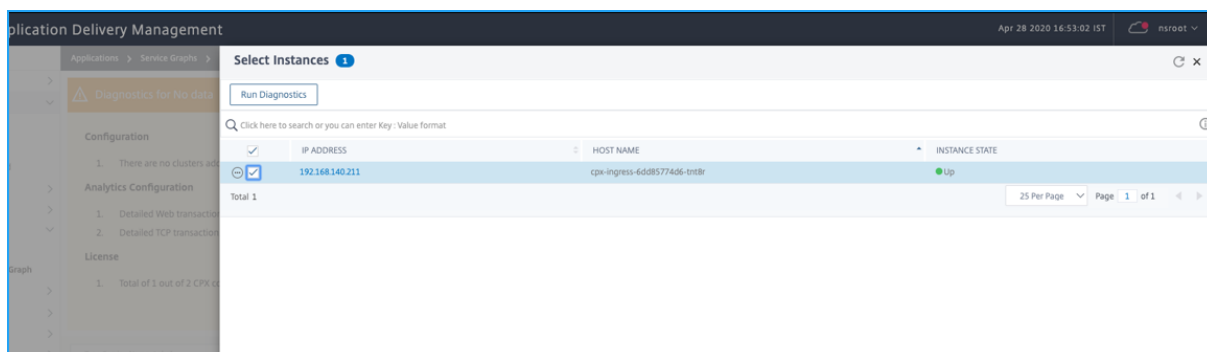 plication Delivery Management
Apr 28 2020 16:53:02 IST
nsroot
Applications > Service Graphs >
Select Instances 1
Diagnostics for No data
Run Diagnostics
Click here to search or you can enter Key : Value format
Configuration
IP ADDRESS HOST NAME INSTANCE STATE
1. There are no clusters add
192.168.140.211 cpx-ingress-6dd85774d6-tnt8r Up
Analytics Configuration
Total 1 25 Per Page Page 1 of 1
1. Detailed Web transaction
2. Detailed TCP transaction
License
Graph
1. Total of 1 out of 2 CPX co